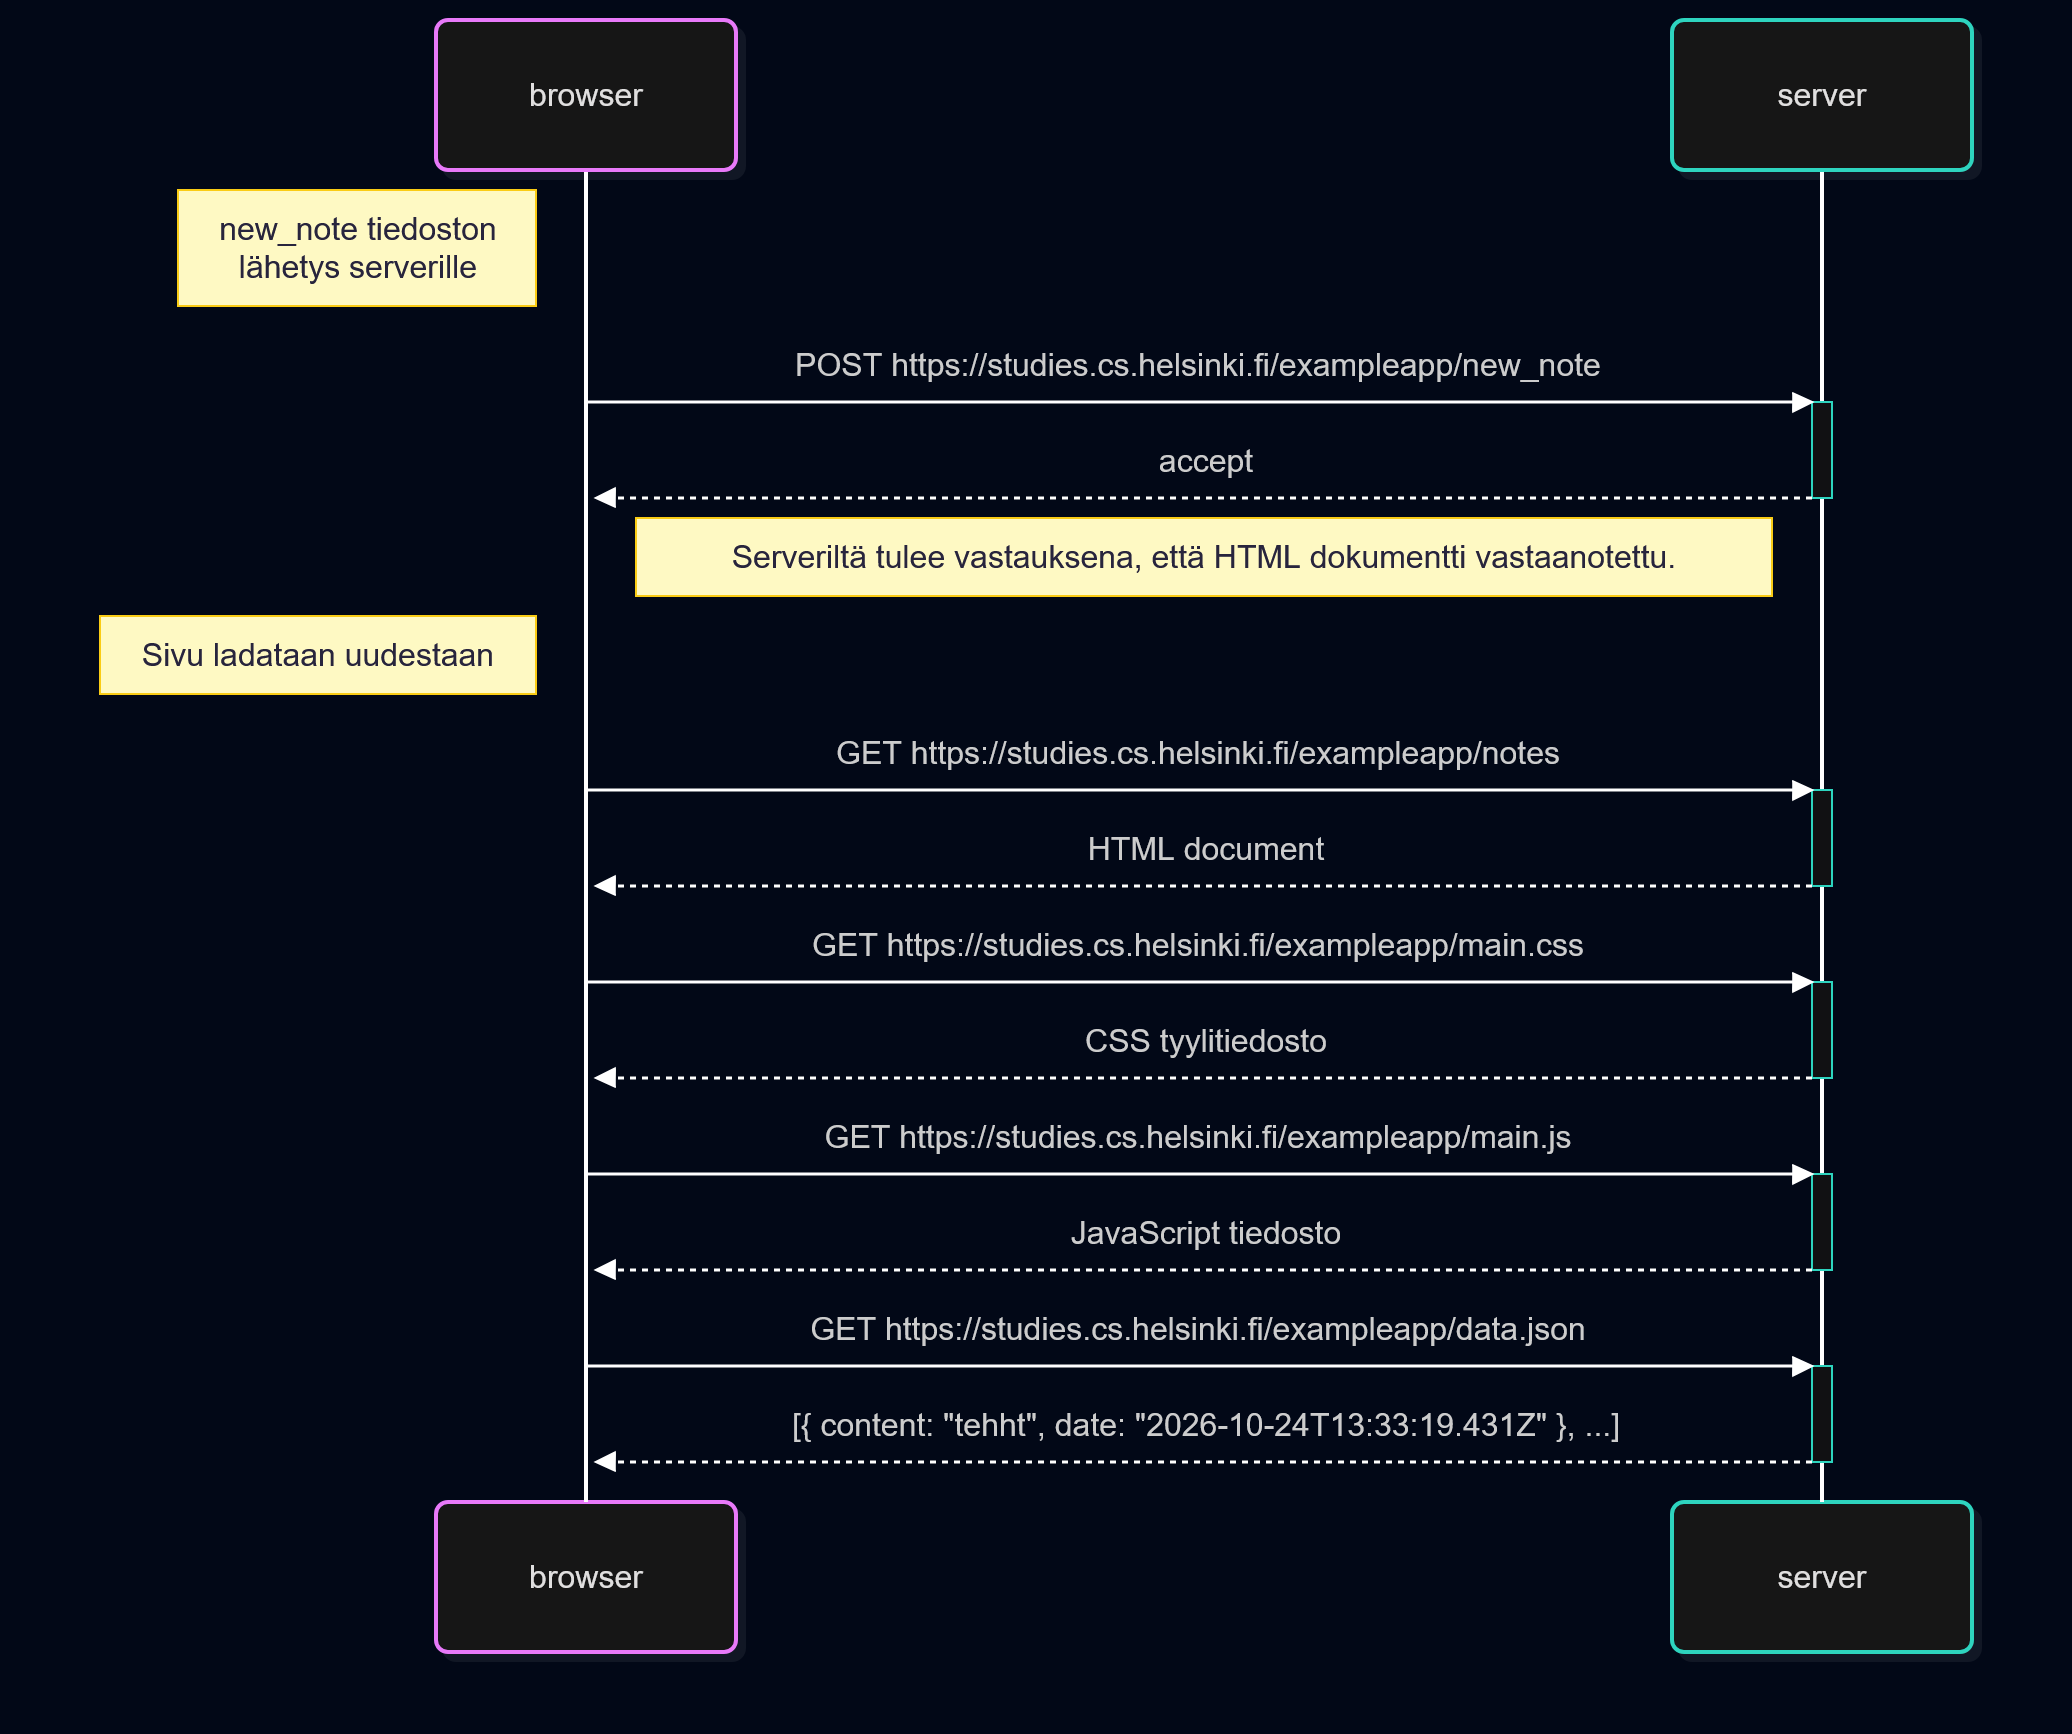 browser
server
new_note tiedoston
lähetys serverille
POST https://studies.cs.helsinki.fi/exampleapp/new_note
accept
Serveriltä tulee vastauksena, että HTML dokumentti vastaanotettu.
Sivu ladataan uudestaan
GET https://studies.cs.helsinki.fi/exampleapp/notes
HTML document
GET https://studies.cs.helsinki.fi/exampleapp/main.css
CSS tyylitiedosto
GET https://studies.cs.helsinki.fi/exampleapp/main.js
JavaScript tiedosto
GET https://studies.cs.helsinki.fi/exampleapp/data.json
[{ content: "tehht", date: "2026-10-24T13:33:19.431Z" }, ...]
browser
server